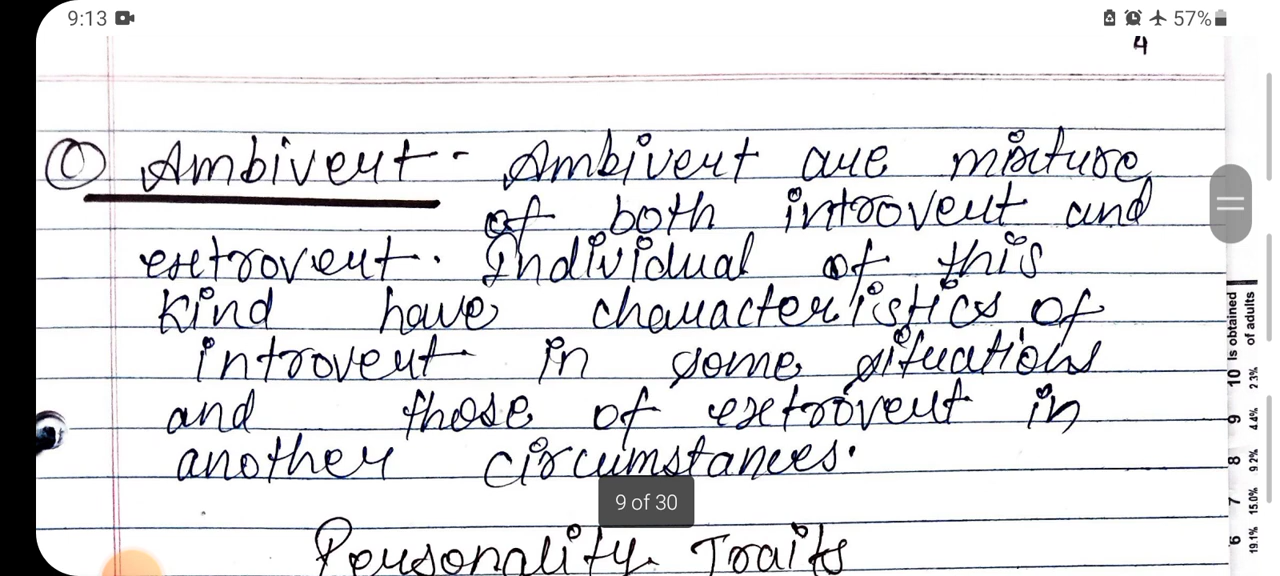 9:13
57%
4
C Ambivert - Ambivert are mixture
of both introvert and
extrovert. Individual of this
kind have characteristics of
introvert in some situations
and those of extrovert in
another circumstances.
9 of 30
Personality Traits
6 7 8 9 10 is obtained
19.1% 15.0% 9.2% 4.4% 2.3% of adults